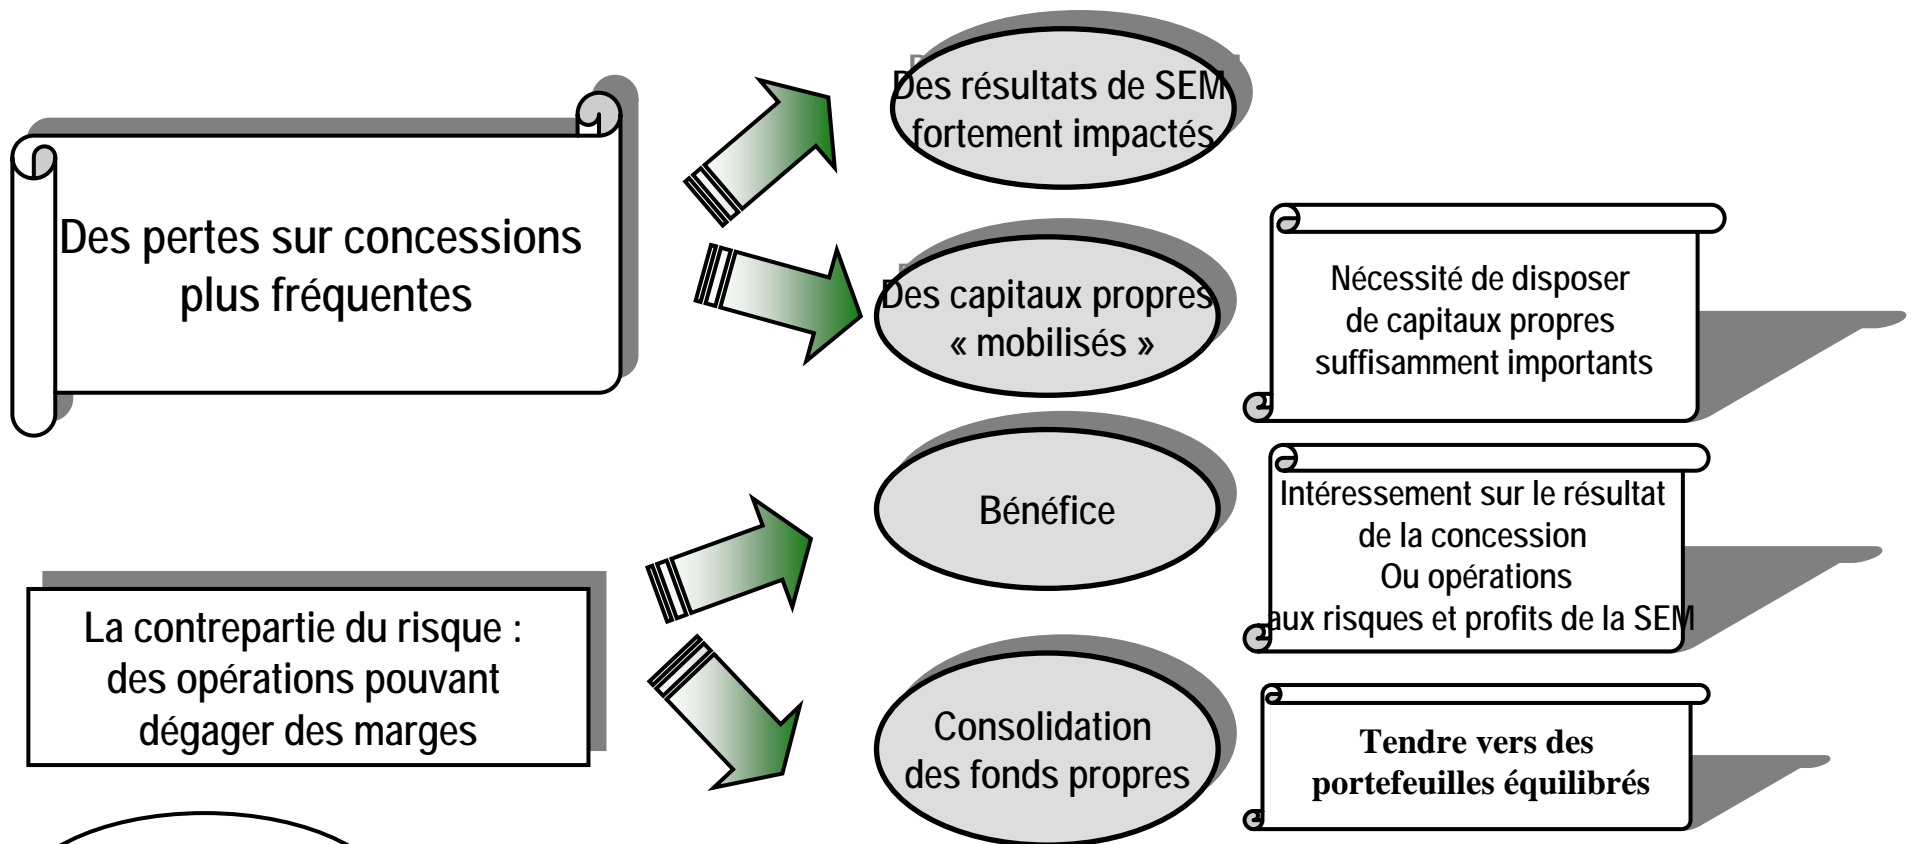 Des pertes sur concessions
plus fréquentes
Des résultats de SEM
fortement impactés
Des capitaux propres
« mobilisés »
Nécessité de disposer
de capitaux propres
suffisamment importants
La contrepartie du risque :
des opérations pouvant
dégager des marges
Bénéfice
Intéressement sur le résultat
de la concession
Ou opérations
aux risques et profits de la SEM
Consolidation
des fonds propres
Tendre vers des
portefeuilles équilibrés